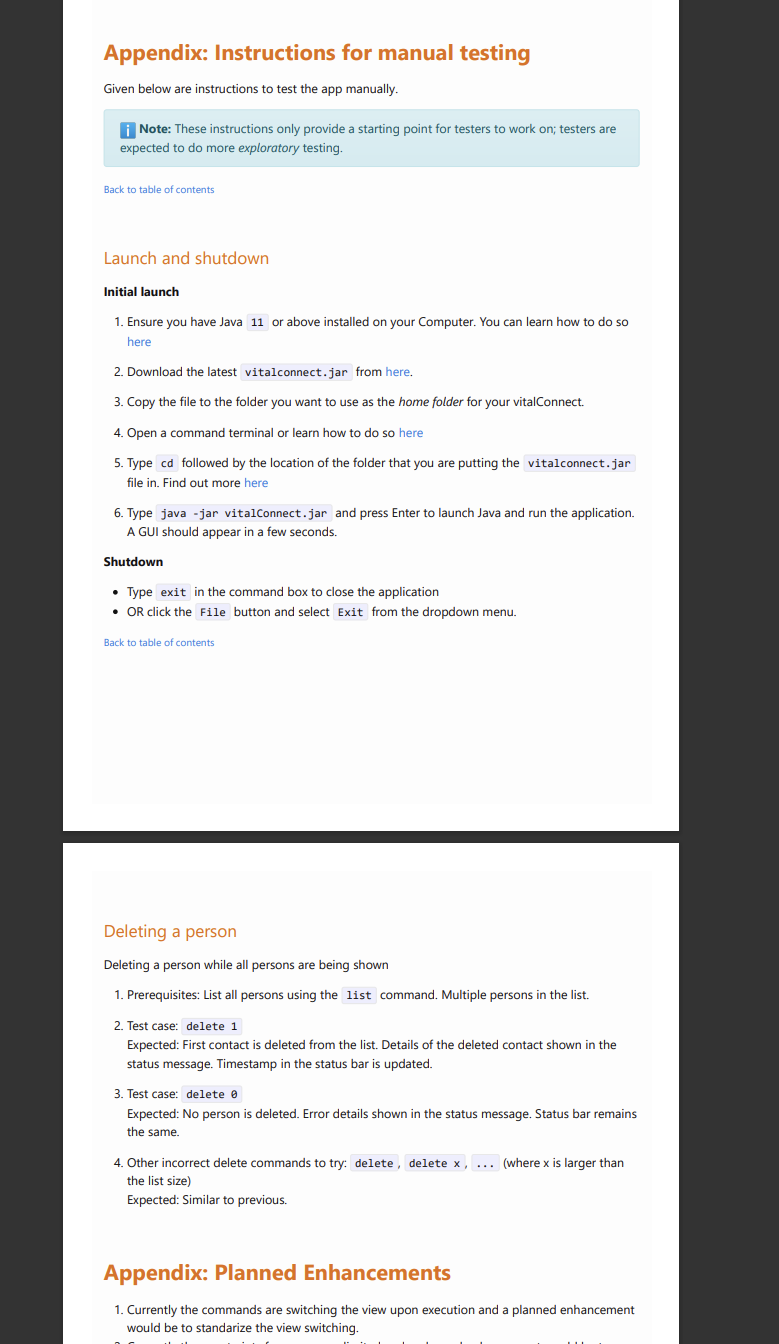 Appendix: Instructions for manual testing
Given below are instructions to test the app manually.
Note: These instructions only provide a starting point for testers to work on; testers are
expected to do more exploratory testing.
Back to table of contents
Launch and shutdown
Initial launch
1. Ensure you have Java 11 or above installed on your Computer. You can learn how to do so
here
2. Download the latest vitalconnect.jar from here.
3. Copy the file to the folder you want to use as the home folder for your vitalConnect.
4. Open a command terminal or learn how to do so here
5. Type cd followed by the location of the folder that you are putting the vitalconnect.jar
file in. Find out more here
6. Type java -jar vitalConnect.jar and press Enter to launch Java and run the application.
A GUI should appear in a few seconds.
Shutdown
• Type exit in the command box to close the application
• OR click the File button and select Exit from the dropdown menu.
Back to table of contents
Deleting a person
Deleting a person while all persons are being shown
1. Prerequisites: List all persons using the list command. Multiple persons in the list.
2. Test case: delete 1
Expected: First contact is deleted from the list. Details of the deleted contact shown in the
status message. Timestamp in the status bar is updated.
3. Test case: delete 0
Expected: No person is deleted. Error details shown in the status message. Status bar remains
the same.
4. Other incorrect delete commands to try: delete, delete x, ... (where x is larger than
the list size)
Expected: Similar to previous.
Appendix: Planned Enhancements
1. Currently the commands are switching the view upon execution and a planned enhancement
would be to standarize the view switching.